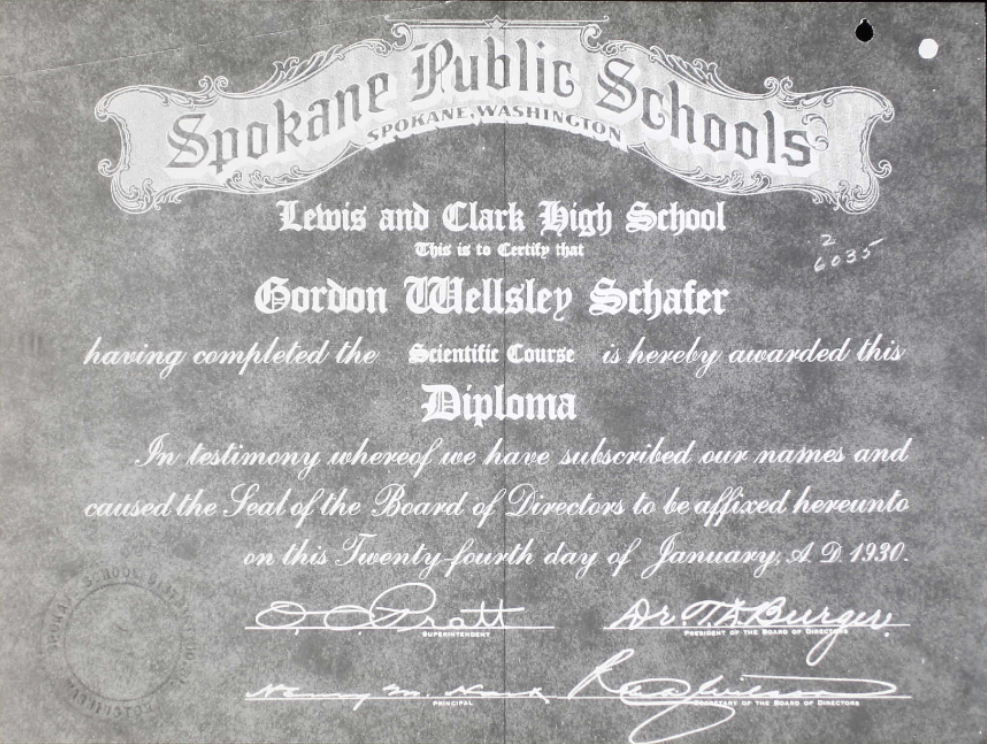 Spokane Public Schools
SPOKANE, WASHINGTON
Lewis and Clark High School
This is to Certify that
2
6035
Gordon Wellsley Schafer
having completed the Scientific Course is hereby awarded this
Diploma
In testimony whereof we have subscribed our names and
caused the Seal of the Board of Directors to be affixed hereunto
on this Twenty-fourth day of January, A. D. 1930.
O. C. Pratt Dr. T. L. Burger
SUPERINTENDENT PRESIDENT OF THE BOARD OF DIRECTORS
Henry M. Hart
PRINCIPAL SECRETARY OF THE BOARD OF DIRECTORS
SCHOOL DISTRICT